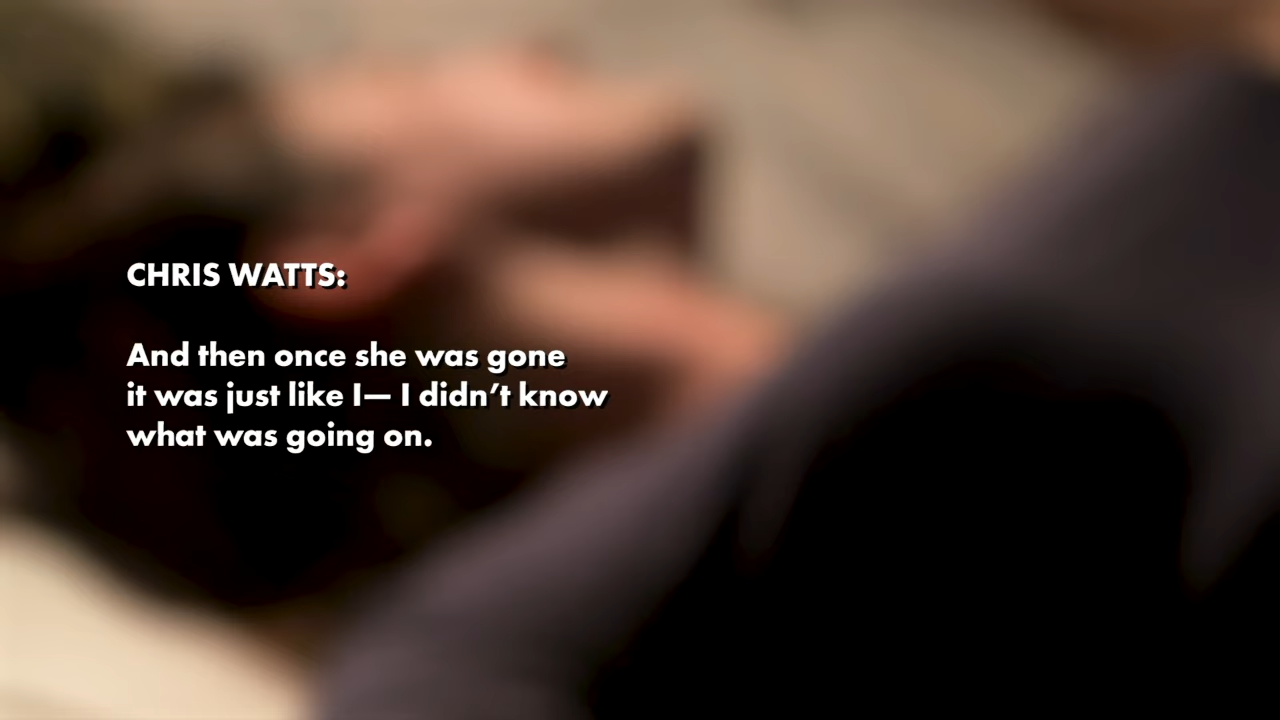 CHRIS WATTS:
And then once she was gone
it was just like I— I didn’t know
what was going on.